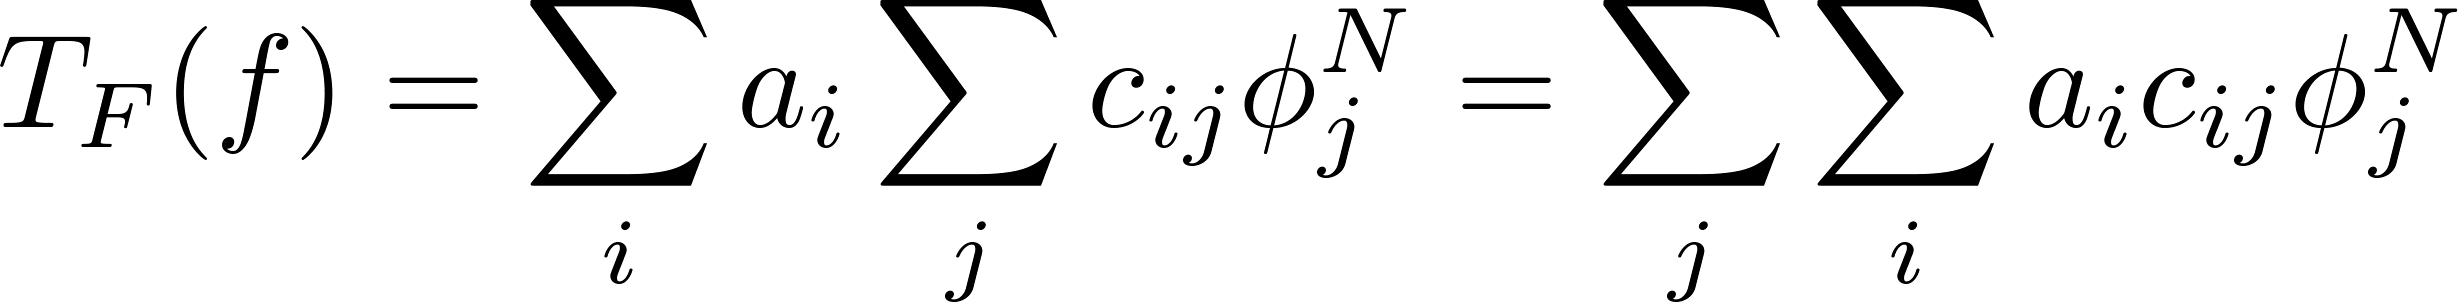 $T_F(f) = \sum_i a_i \sum_j c_{ij} \phi_j^N = \sum_j \sum_i a_i c_{ij} \phi_j^N$